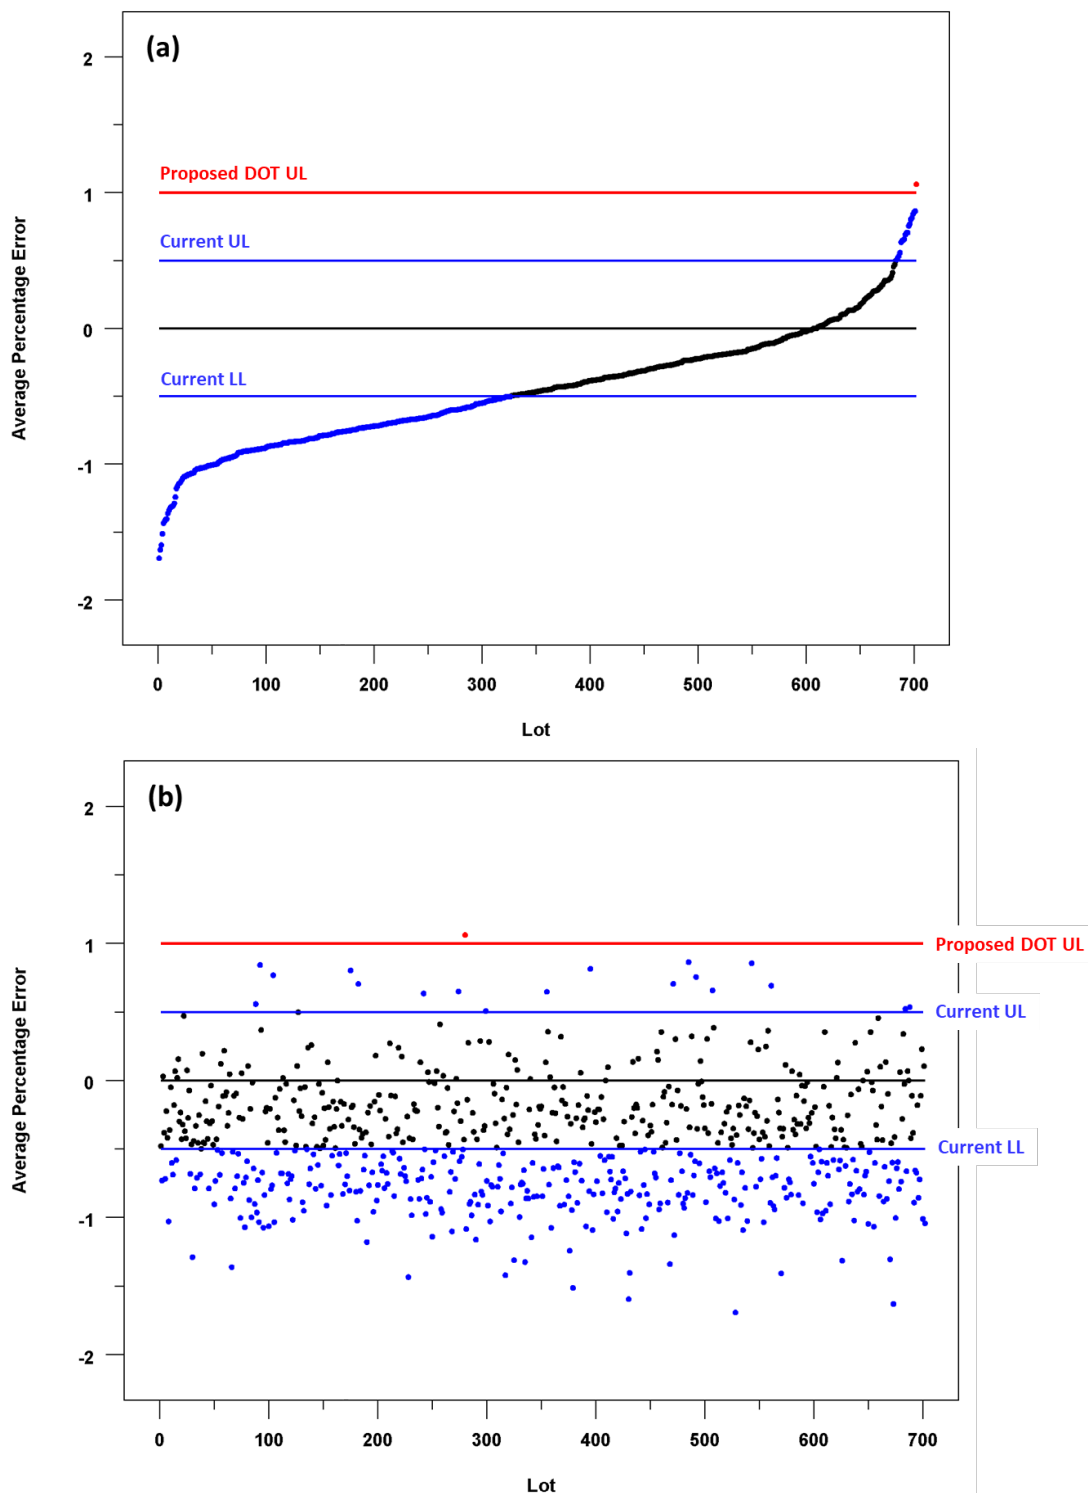 (a)
2
Proposed DOT UL
1
Current UL
0
Current LL
-1
-2
Average Percentage Error
0 100 200 300 400 500 600 700
Lot
(b)
2
1
Proposed DOT UL
Current UL
0
Current LL
-1
-2
Average Percentage Error
0 100 200 300 400 500 600 700
Lot